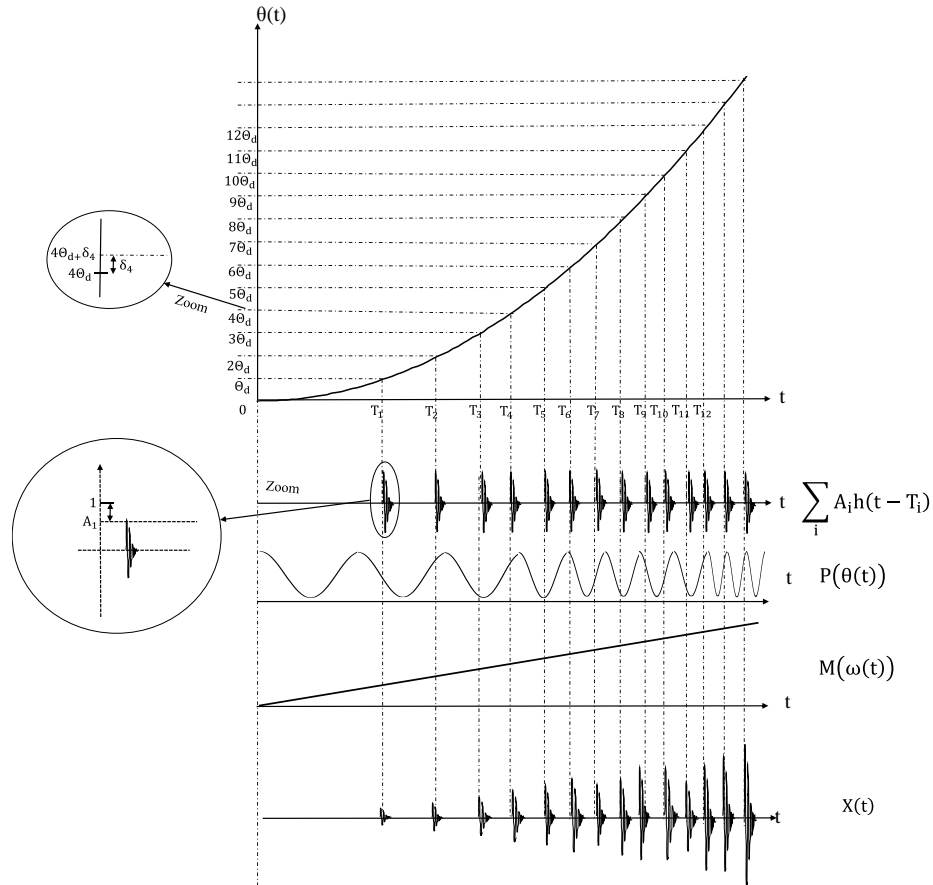 θ(t)
12Θd
11Θd
10Θd
9Θd
8Θd
7Θd
6Θd
5Θd
4Θd
3Θd
2Θd
Θd
0
T1 T2 T3 T4 T5 T6 T7 T8 T9 T10 T11 T12
t
4Θd+δ4
4Θd
δ4
Zoom
Zoom
1
A1
t
∑i Aih(t − Ti)
t
P(θ(t))
t
M(ω(t))
t
X(t)